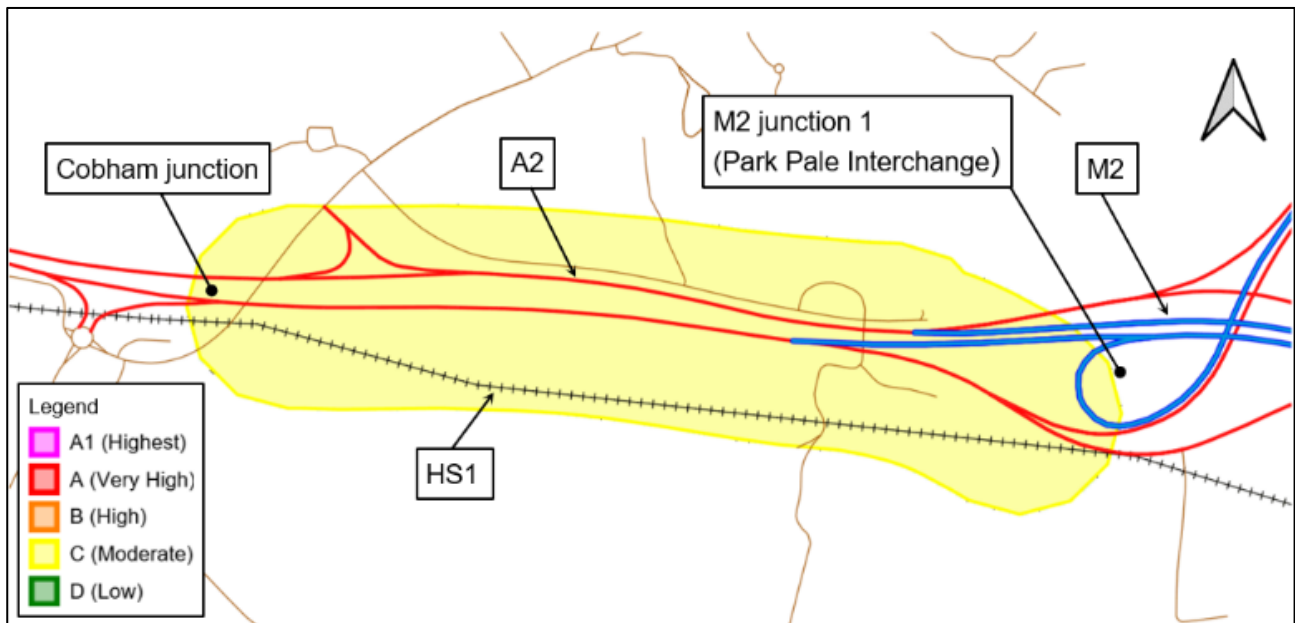 M2 junction 1
(Park Pale Interchange)
Cobham junction
A2
M2
HS1
Legend
A1 (Highest)
A (Very High)
B (High)
C (Moderate)
D (Low)